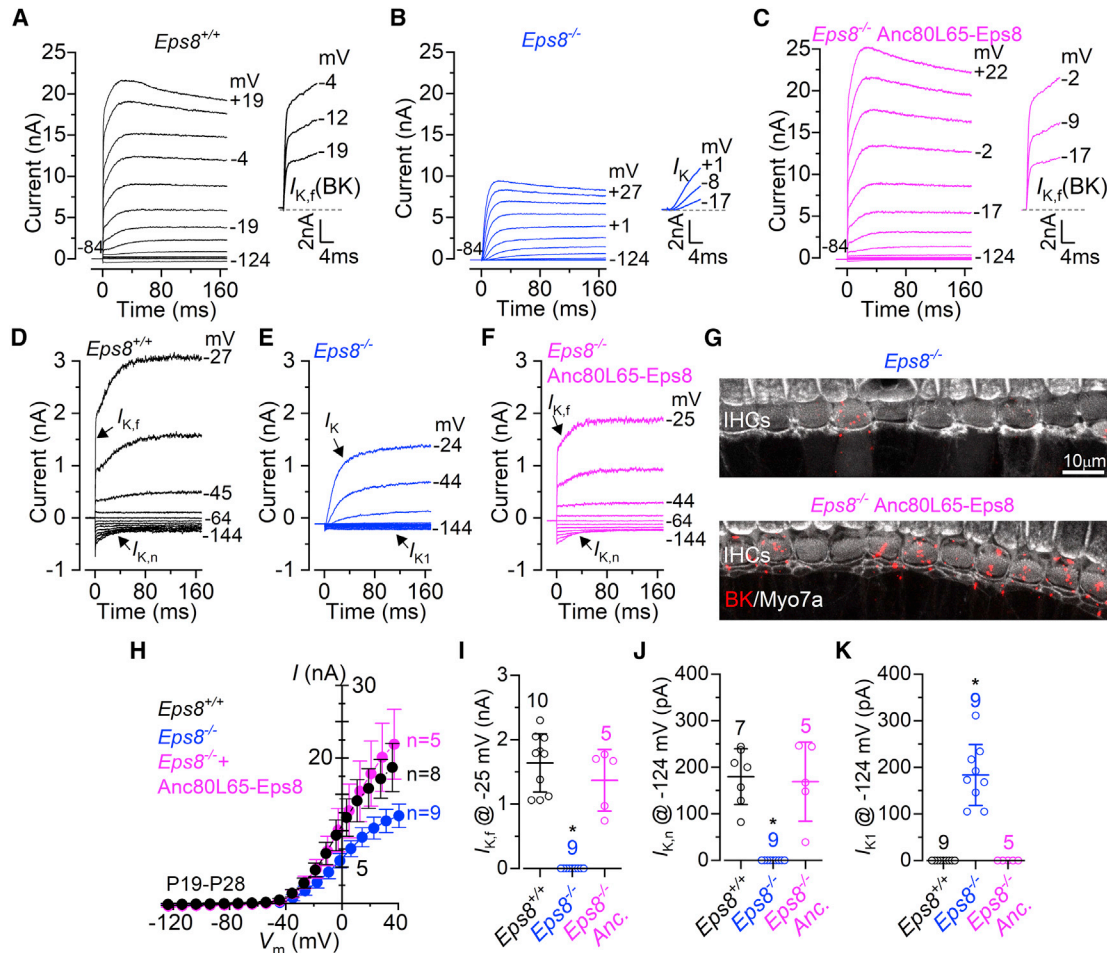 A
Eps8+/+
Current (nA)
25
20
15
10
5
0
-84
mV
+19
-4
-19
-124
0
80
160
Time (ms)
-4
-12
-19
IK,f(BK)
2nA
4ms
B
Eps8-/-
Current (nA)
25
20
15
10
5
0
-84
mV
+27
+1
-124
0
80
160
Time (ms)
IK
mV
+1
-8
-17
2nA
4ms
C
Eps8-/- Anc80L65-Eps8
Current (nA)
25
20
15
10
5
0
-84
mV
+22
-2
-17
-124
0
80
160
Time (ms)
-2
-9
-17
IK,f(BK)
2nA
4ms
D
Eps8+/+
Current (nA)
3
2
1
0
-1
mV
-27
IK,f
-45
-64
-144
IK,n
0
80
160
Time (ms)
E
Eps8-/-
Current (nA)
3
2
1
0
-1
mV
IK
-24
-44
-144
IK1
0
80
160
Time (ms)
F
Eps8-/-
Anc80L65-Eps8
Current (nA)
3
2
1
0
-1
mV
IK,f
-25
-44
-64
-144
IK,n
0
80
160
Time (ms)
G
Eps8-/-
IHCs
10μm
Eps8-/- Anc80L65-Eps8
IHCs
BK/Myo7a
H
I (nA)
30
20
5
Eps8+/+
Eps8-/-
Eps8-/-+
Anc80L65-Eps8
n=5
n=8
n=9
P19-P28
-120
-80
-40
0
40
Vm (mV)
I
IK,f @ -25 mV (nA)
3
2
1
0
10
*
9
5
Eps8+/+
Eps8-/-
Eps8-/-
Anc.
J
IK,n @ -124 mV (pA)
400
300
200
100
0
7
*
9
5
Eps8+/+
Eps8-/-
Eps8-/-
Anc.
K
IK1 @ -124 mV (pA)
400
300
200
100
0
9
*
9
5
Eps8+/+
Eps8-/-
Eps8-/-
Anc.